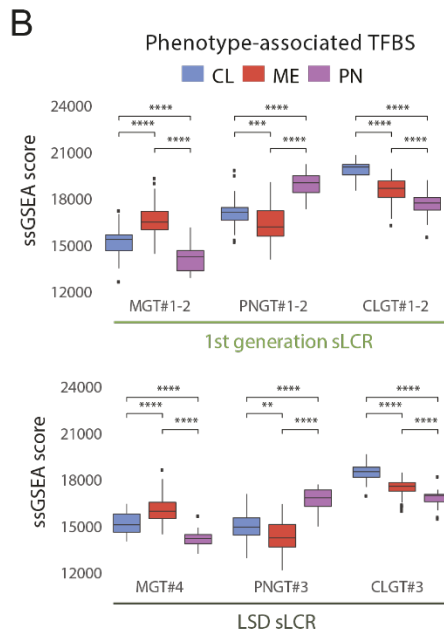 B
Phenotype-associated TFBS
CL ME PN
ssGSEA score
24000
21000
18000
15000
12000
****
**** ****
****
*** ****
****
**** ****
MGT#1-2 PNGT#1-2 CLGT#1-2
1st generation sLCR
ssGSEA score
24000
21000
18000
15000
12000
****
**** ****
****
** ****
****
**** ****
MGT#4 PNGT#3 CLGT#3
LSD sLCR